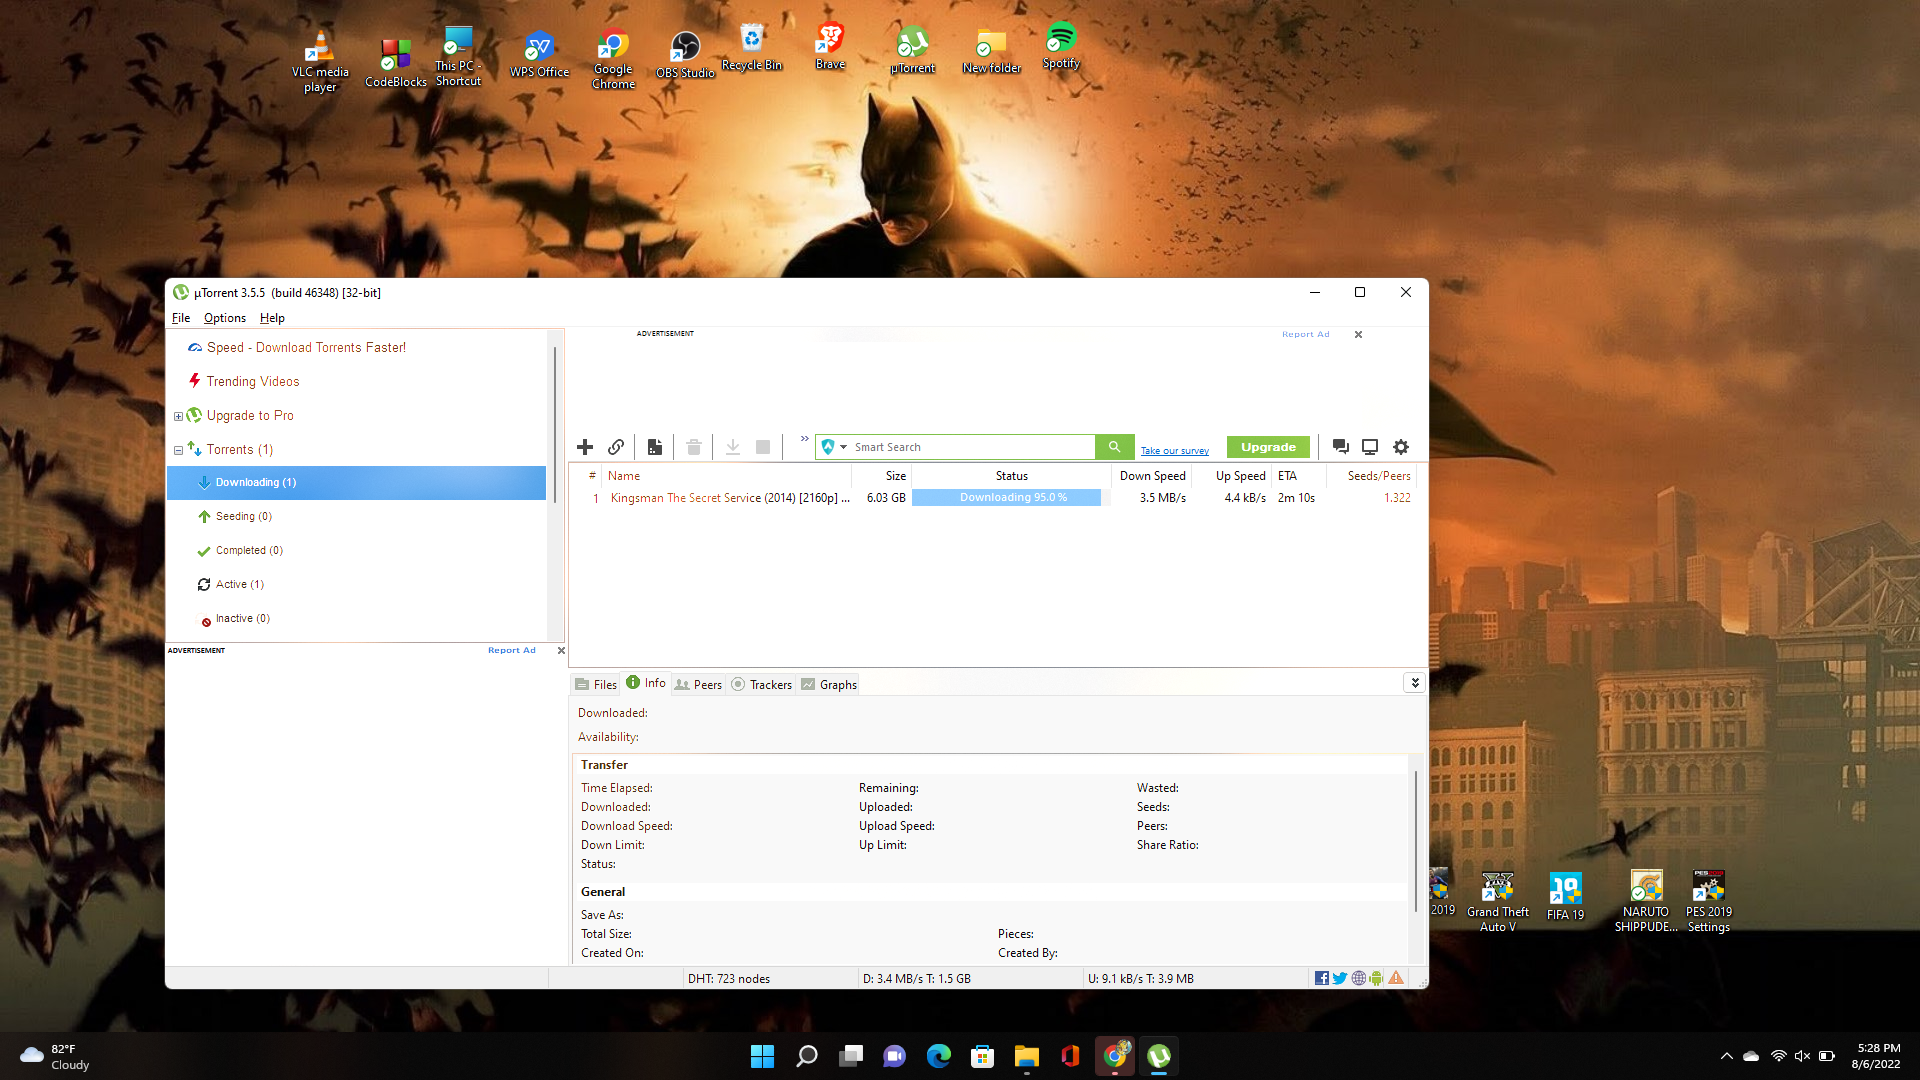 VLC media
player
CodeBlocks
This PC -
Shortcut
WPS Office
Google
Chrome
OBS Studio
Recycle Bin
Brave
µTorrent
New folder
Spotify
µTorrent 3.5.5 (build 46348) [32-bit]
File Options Help
Speed - Download Torrents Faster!
Trending Videos
Upgrade to Pro
Torrents (1)
Downloading (1)
Seeding (0)
Completed (0)
Active (1)
Inactive (0)
ADVERTISEMENT Report Ad
ADVERTISEMENT Report Ad
Smart Search Take our survey Upgrade
# Name Size Status Down Speed Up Speed ETA Seeds/Peers
1 Kingsman The Secret Service (2014) [2160p] ... 6.03 GB Downloading 95.0 % 3.5 MB/s 4.4 kB/s 2m 10s 1.322
Files Info Peers Trackers Graphs
Downloaded:
Availability:
Transfer
Time Elapsed: Remaining: Wasted:
Downloaded: Uploaded: Seeds:
Download Speed: Upload Speed: Peers:
Down Limit: Up Limit: Share Ratio:
Status:
General
Save As:
Total Size: Pieces:
Created On: Created By:
DHT: 723 nodes D: 3.4 MB/s T: 1.5 GB U: 9.1 kB/s T: 3.9 MB
2019
Grand Theft
Auto V
19
FIFA 19
NARUTO
SHIPPUDE...
PES 2019
PES 2019
Settings
82°F
Cloudy
5:28 PM
8/6/2022